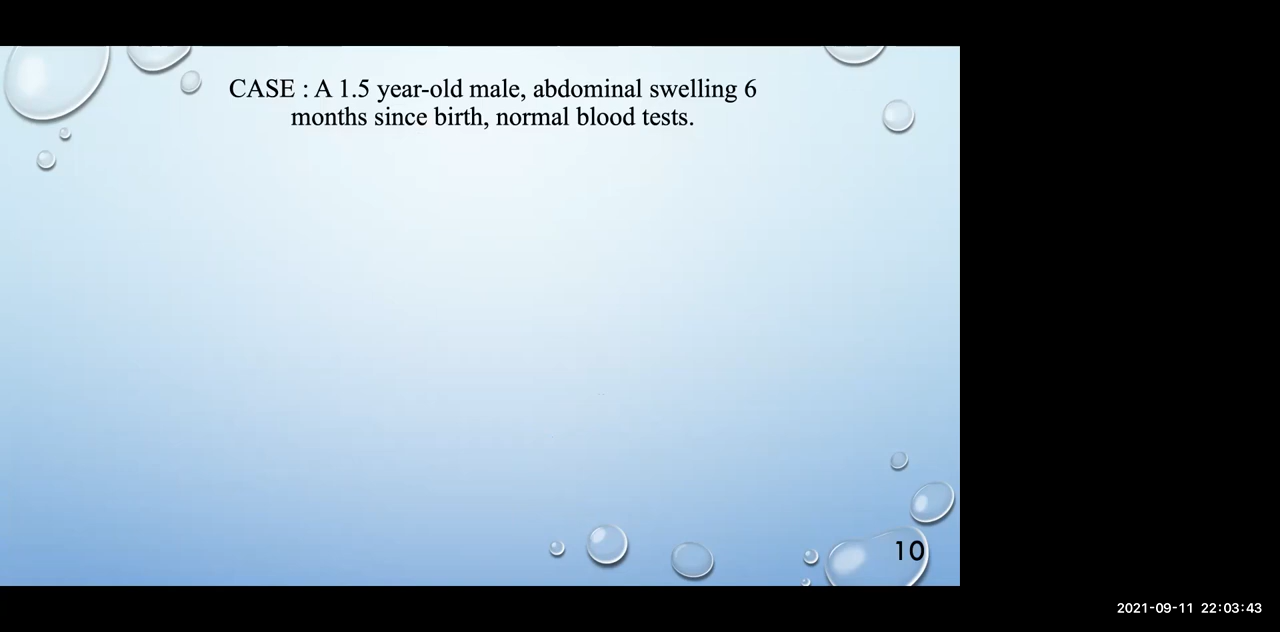 CASE : A 1.5 year-old male, abdominal swelling 6
months since birth, normal blood tests.
10
2021-09-11 22:03:43